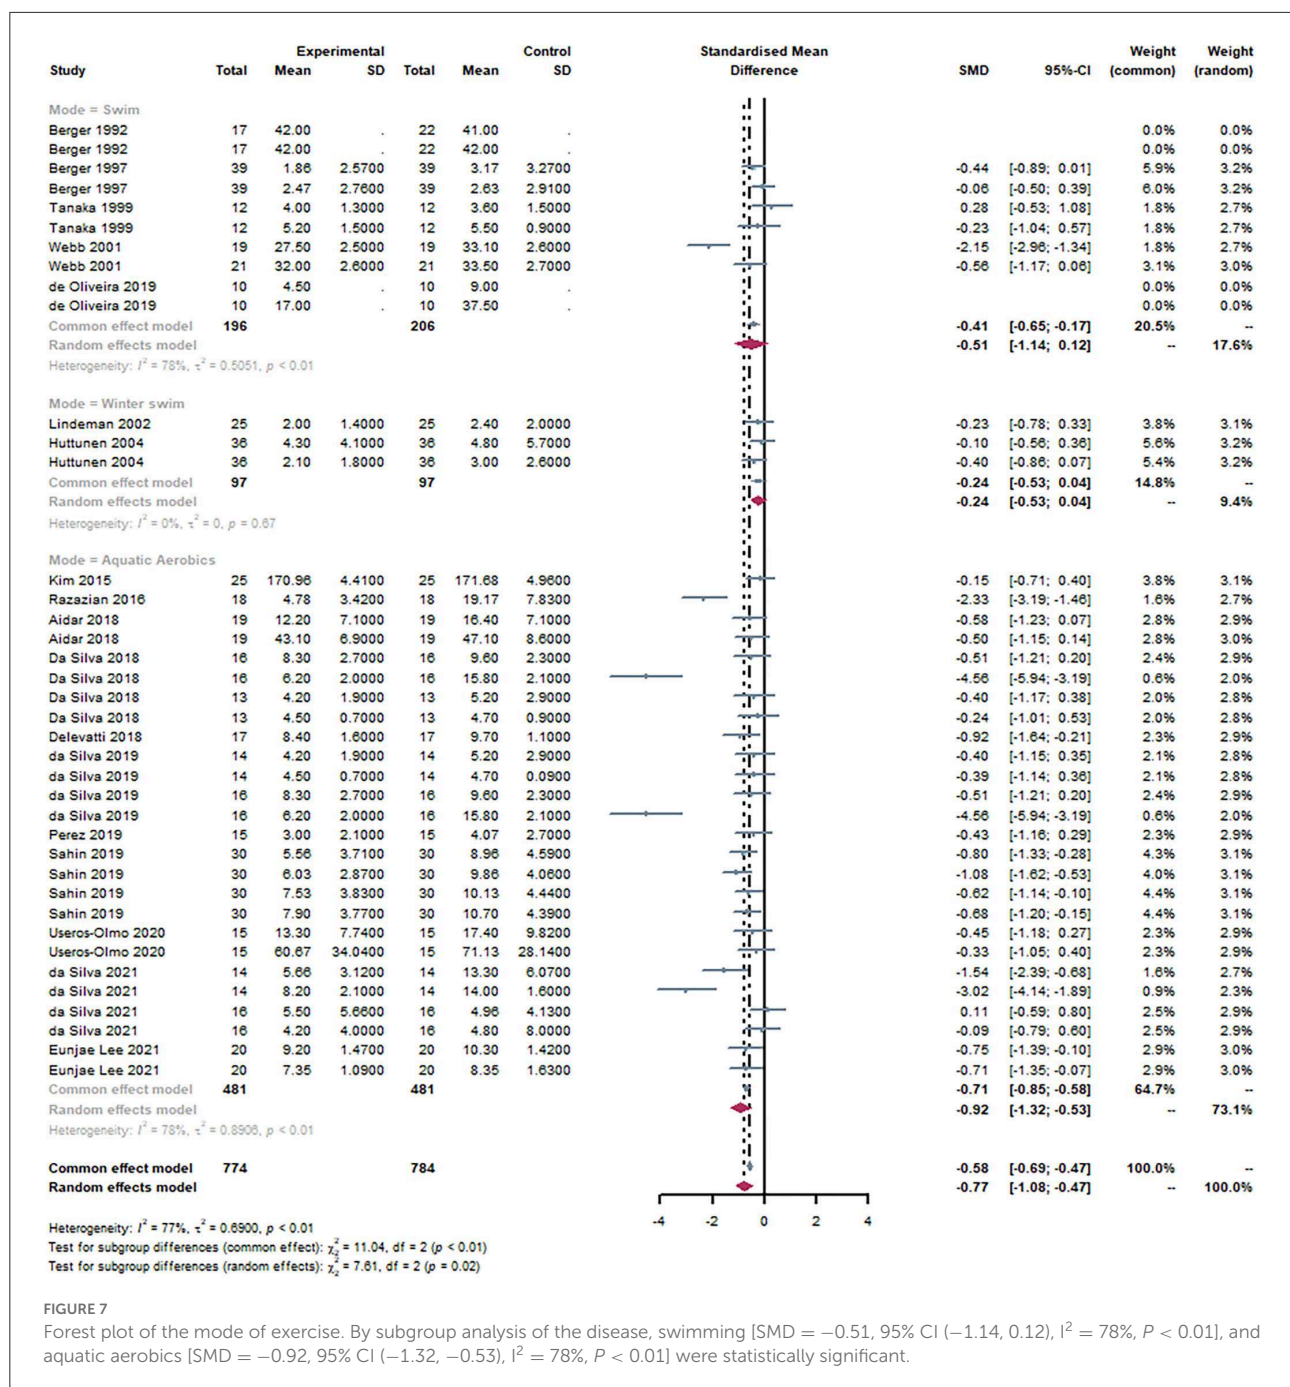 Experimental Control Standardised Mean Weight Weight
Study Total Mean SD Total Mean SD Difference SMD 95%-CI (common) (random)
Mode = Swim
Berger 1992 17 42.00 . 22 41.00 . 0.0% 0.0%
Berger 1992 17 42.00 . 22 42.00 . 0.0% 0.0%
Berger 1997 39 1.86 2.5700 39 3.17 3.2700 -0.44 [-0.89; 0.01] 5.9% 3.2%
Berger 1997 39 2.47 2.7600 39 2.63 2.9100 -0.06 [-0.50; 0.39] 6.0% 3.2%
Tanaka 1999 12 4.00 1.3000 12 3.60 1.5000 0.28 [-0.53; 1.08] 1.8% 2.7%
Tanaka 1999 12 5.20 1.5000 12 5.50 0.9000 -0.23 [-1.04; 0.57] 1.8% 2.7%
Webb 2001 19 27.50 2.5000 19 33.10 2.6000 -2.15 [-2.96; -1.34] 1.8% 2.7%
Webb 2001 21 32.00 2.6000 21 33.50 2.7000 -0.56 [-1.17; 0.06] 3.1% 3.0%
de Oliveira 2019 10 4.50 . 10 9.00 . 0.0% 0.0%
de Oliveira 2019 10 17.00 . 10 37.50 . 0.0% 0.0%
Common effect model 196 206 -0.41 [-0.65; -0.17] 20.5% --
Random effects model -0.51 [-1.14; 0.12] -- 17.6%
Heterogeneity: I² = 78%, τ² = 0.5051, p < 0.01
Mode = Winter swim
Lindeman 2002 25 2.00 1.4000 25 2.40 2.0000 -0.23 [-0.78; 0.33] 3.8% 3.1%
Huttunen 2004 36 4.30 4.1000 36 4.80 5.7000 -0.10 [-0.56; 0.36] 5.6% 3.2%
Huttunen 2004 36 2.10 1.8000 36 3.00 2.6000 -0.40 [-0.86; 0.07] 5.4% 3.2%
Common effect model 97 97 -0.24 [-0.53; 0.04] 14.8% --
Random effects model -0.24 [-0.53; 0.04] -- 9.4%
Heterogeneity: I² = 0%, τ² = 0, p = 0.67
Mode = Aquatic Aerobics
Kim 2015 25 170.96 4.4100 25 171.68 4.9600 -0.15 [-0.71; 0.40] 3.8% 3.1%
Razazian 2016 18 4.78 3.4200 18 19.17 7.8300 -2.33 [-3.19; -1.46] 1.6% 2.7%
Aidar 2018 19 12.20 7.1000 19 16.40 7.1000 -0.58 [-1.23; 0.07] 2.8% 2.9%
Aidar 2018 19 43.10 6.9000 19 47.10 8.6000 -0.50 [-1.15; 0.14] 2.8% 3.0%
Da Silva 2018 16 8.30 2.7000 16 9.60 2.3000 -0.51 [-1.21; 0.20] 2.4% 2.9%
Da Silva 2018 16 6.20 2.0000 16 15.80 2.1000 -4.56 [-5.94; -3.19] 0.6% 2.0%
Da Silva 2018 13 4.20 1.9000 13 5.20 2.9000 -0.40 [-1.17; 0.38] 2.0% 2.8%
Da Silva 2018 13 4.50 0.7000 13 4.70 0.9000 -0.24 [-1.01; 0.53] 2.0% 2.8%
Delevatti 2018 17 8.40 1.6000 17 9.70 1.1000 -0.92 [-1.64; -0.21] 2.3% 2.9%
da Silva 2019 14 4.20 1.9000 14 5.20 2.9000 -0.40 [-1.15; 0.35] 2.1% 2.8%
da Silva 2019 14 4.50 0.7000 14 4.70 0.0900 -0.39 [-1.14; 0.36] 2.1% 2.8%
da Silva 2019 16 8.30 2.7000 16 9.60 2.3000 -0.51 [-1.21; 0.20] 2.4% 2.9%
da Silva 2019 16 6.20 2.0000 16 15.80 2.1000 -4.56 [-5.94; -3.19] 0.6% 2.0%
Perez 2019 15 3.00 2.1000 15 4.07 2.7000 -0.43 [-1.16; 0.29] 2.3% 2.9%
Sahin 2019 30 5.56 3.7100 30 8.96 4.5900 -0.80 [-1.33; -0.28] 4.3% 3.1%
Sahin 2019 30 6.03 2.8700 30 9.86 4.0600 -1.08 [-1.62; -0.53] 4.0% 3.1%
Sahin 2019 30 7.53 3.8300 30 10.13 4.4400 -0.62 [-1.14; -0.10] 4.4% 3.1%
Sahin 2019 30 7.90 3.7700 30 10.70 4.3900 -0.68 [-1.20; -0.15] 4.4% 3.1%
Useros-Olmo 2020 15 13.30 7.7400 15 17.40 9.8200 -0.45 [-1.18; 0.27] 2.3% 2.9%
Useros-Olmo 2020 15 60.67 34.0400 15 71.13 28.1400 -0.33 [-1.05; 0.40] 2.3% 2.9%
da Silva 2021 14 5.66 3.1200 14 13.30 6.0700 -1.54 [-2.39; -0.68] 1.6% 2.7%
da Silva 2021 14 8.20 2.1000 14 14.00 1.6000 -3.02 [-4.14; -1.89] 0.9% 2.3%
da Silva 2021 16 5.50 5.6600 16 4.96 4.1300 0.11 [-0.59; 0.80] 2.5% 2.9%
da Silva 2021 16 4.20 4.0000 16 4.80 8.0000 -0.09 [-0.79; 0.60] 2.5% 2.9%
Eunjae Lee 2021 20 9.20 1.4700 20 10.30 1.4200 -0.75 [-1.39; -0.10] 2.9% 3.0%
Eunjae Lee 2021 20 7.35 1.0900 20 8.35 1.6300 -0.71 [-1.35; -0.07] 2.9% 3.0%
Common effect model 481 481 -0.71 [-0.85; -0.58] 64.7% --
Random effects model -0.92 [-1.32; -0.53] -- 73.1%
Heterogeneity: I² = 78%, τ² = 0.8906, p < 0.01
Common effect model 774 784 -0.58 [-0.69; -0.47] 100.0% --
Random effects model -0.77 [-1.08; -0.47] -- 100.0%
-4 -2 0 2 4
Heterogeneity: I² = 77%, τ² = 0.6900, p < 0.01
Test for subgroup differences (common effect): χ₂² = 11.04, df = 2 (p < 0.01)
Test for subgroup differences (random effects): χ₂² = 7.61, df = 2 (p = 0.02)
FIGURE 7
Forest plot of the mode of exercise. By subgroup analysis of the disease, swimming [SMD = −0.51, 95% CI (−1.14, 0.12), I² = 78%, P < 0.01], and
aquatic aerobics [SMD = −0.92, 95% CI (−1.32, −0.53), I² = 78%, P < 0.01] were statistically significant.